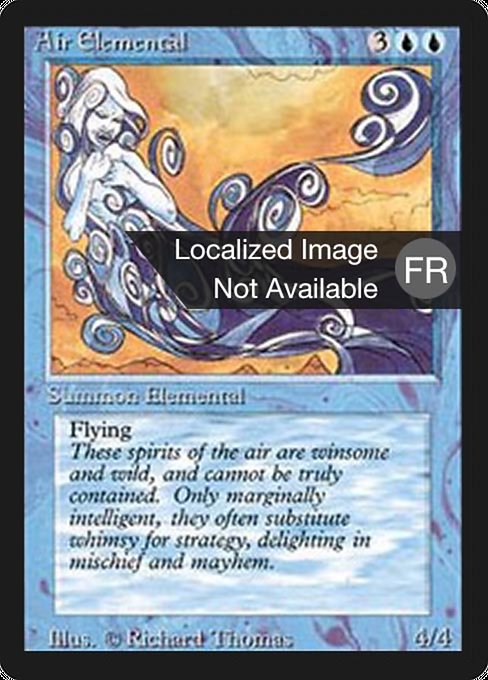 Air Elemental 3
Localized Image
Not Available
FR
Summon Elemental
Flying
These spirits of the air are winsome
and wild, and cannot be truly
contained. Only marginally
intelligent, they often substitute
whimsy for strategy, delighting in
mischief and mayhem.
Illus. © Richard Thomas 4/4